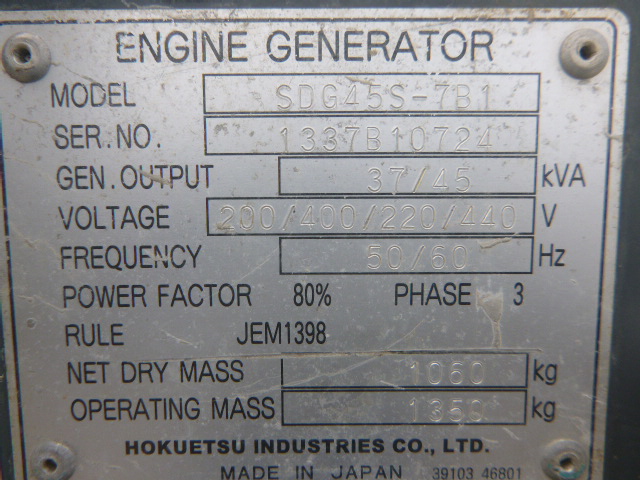 ENGINE GENERATOR
MODEL SDG45S-7B1
SER.NO. 1337B10724
GEN.OUTPUT 37/45 kVA
VOLTAGE 200/400/220/440 V
FREQUENCY 50/60 Hz
POWER FACTOR 80% PHASE 3
RULE JEM1398
NET DRY MASS 1060 kg
OPERATING MASS 1350 kg
HOKUETSU INDUSTRIES CO., LTD.
MADE IN JAPAN 39103 46801